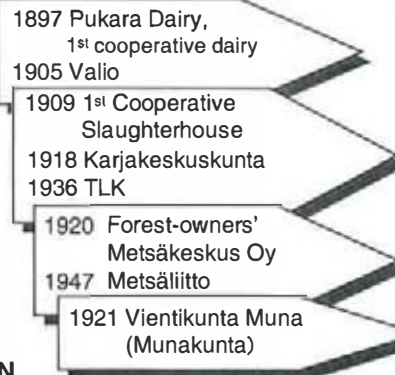 1897 Pukara Dairy,
1st cooperative dairy
1905 Valio
1909 1st Cooperative
Slaughterhouse
1918 Karjakeskuskunta
1936 TLK
1920 Forest-owners'
Metsäkeskus Oy
1947 Metsäliitto
1921 Vientikunta Muna
(Munakunta)
N